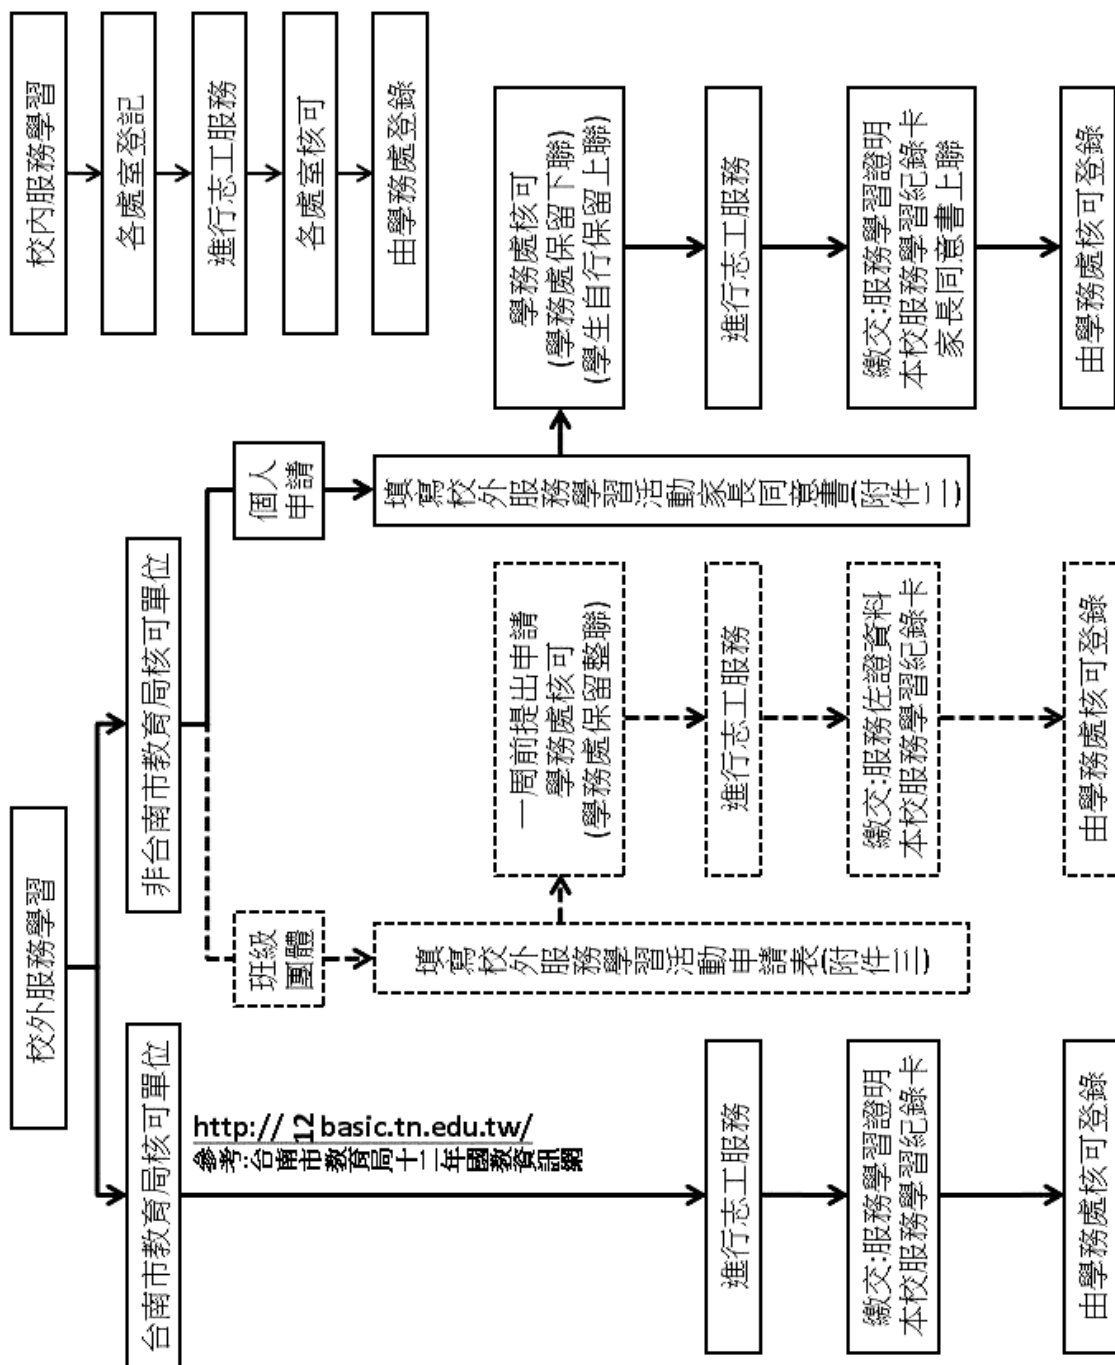 校內服務學習
各處室登記
進行志工服務
各處室核可
由學務處登錄
校外服務學習
台南市教育局核可單位
http:// 12basic.tn.edu.tw/
參考:台南市教育局十二年國教資訊網
進行志工服務
繳交:服務學習證明
本校服務學習紀錄卡
由學務處核可登錄
非台南市教育局核可單位
班級
團體
填寫校外服務學習活動申請表(附件三)
一周前提出申請
學務處核可
(學務處保留整聯)
進行志工服務
繳交:服務佐證資料
本校服務學習紀錄卡
由學務處核可登錄
個人
申請
填寫校外服務學習活動家長同意書(附件二)
學務處核可
(學務處保留下聯)
(學生自行保留上聯)
進行志工服務
繳交:服務學習證明
本校服務學習紀錄卡
家長同意書上聯
由學務處核可登錄